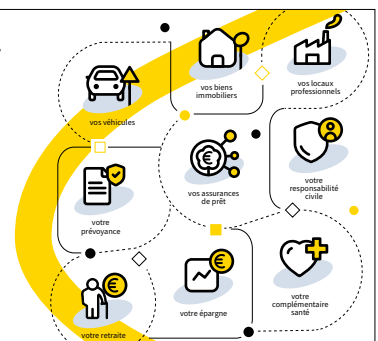 vos biens
immobiliers
vos locaux
professionnels
vos véhicules
votre
responsabilité
civile
vos assurances
de prêt
votre
prévoyance
votre
complémentaire
santé
votre épargne
votre retraite